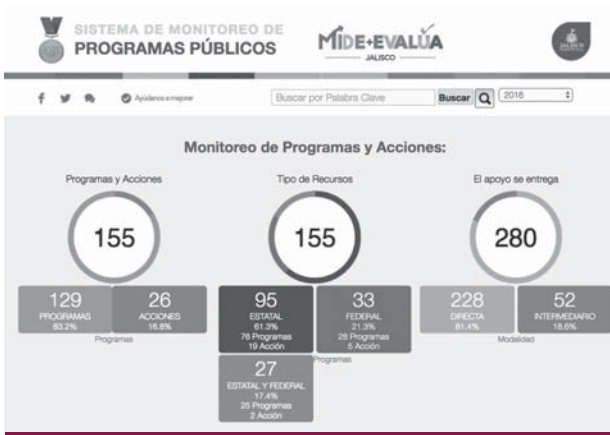 SISTEMA DE MONITOREO DE
PROGRAMAS PÚBLICOS
MIDE+EVALÚA
JALISCO
JALISCO
Ayúdanos a mejorar
Buscar por Palabra Clave
Buscar
2016
Monitoreo de Programas y Acciones:
Programas y Acciones
155
129
PROGRAMAS
83.2%
26
ACCIONES
16.8%
Programas
Tipo de Recursos
155
95
ESTATAL
61.3%
76 Programas
19 Acción
33
FEDERAL
21.3%
28 Programas
5 Acción
Programas
27
ESTATAL Y FEDERAL
17.4%
25 Programas
2 Acción
El apoyo se entrega
280
228
DIRECTA
81.4%
52
INTERMEDIARIO
18.6%
Modalidad